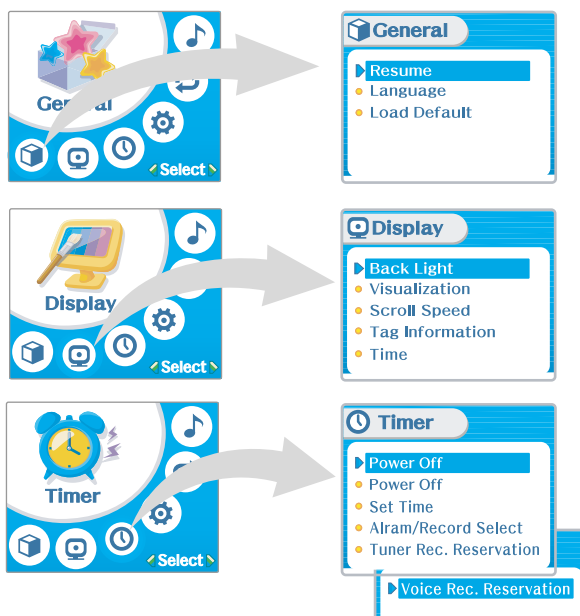 General
Select
General
Resume
Language
Load Default
Display
Select
Display
Back Light
Visualization
Scroll Speed
Tag Information
Time
Timer
Select
Timer
Power Off
Power Off
Set Time
Alram/Record Select
Tuner Rec. Reservation
Voice Rec. Reservation